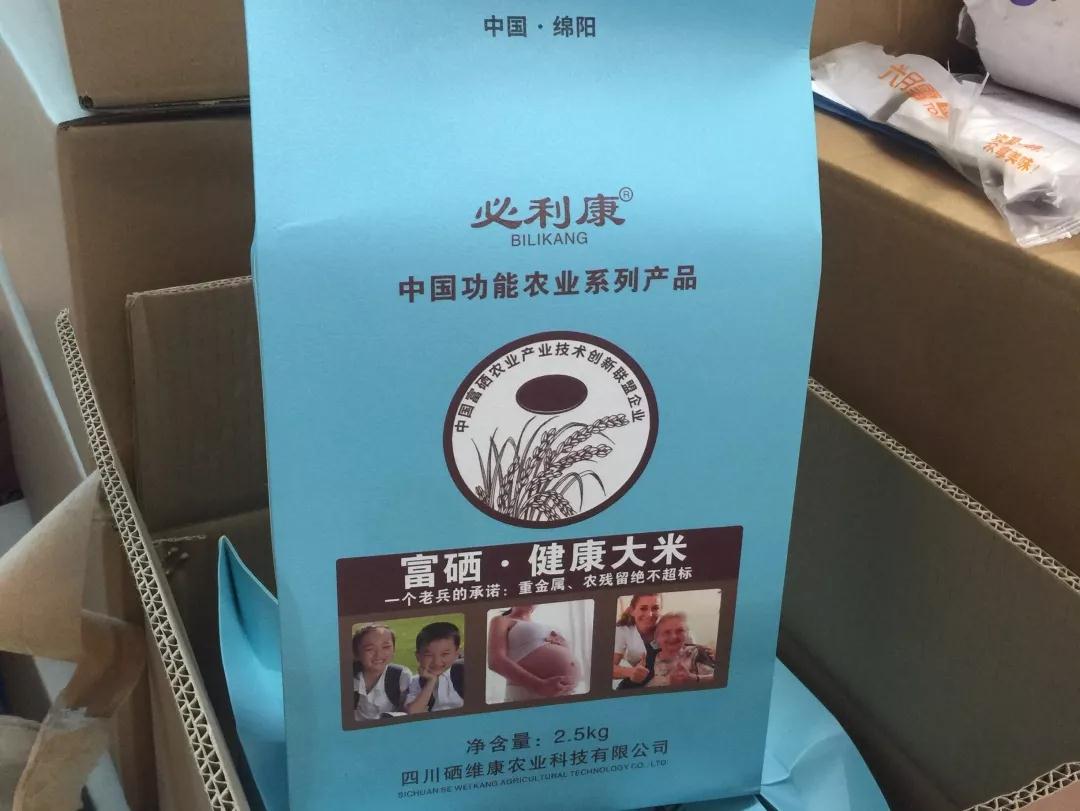 中国·绵阳
必利康®
BILIKANG
中国功能农业系列产品
中国富硒农业产业技术创新联盟企业
富硒·健康大米
一个老兵的承诺：重金属、农残留绝不超标
净含量：2.5kg
四川硒维康农业科技有限公司
SICHUAN SE WEI KANG AGRICULTURAL TECHNOLOGY CO., LTD.